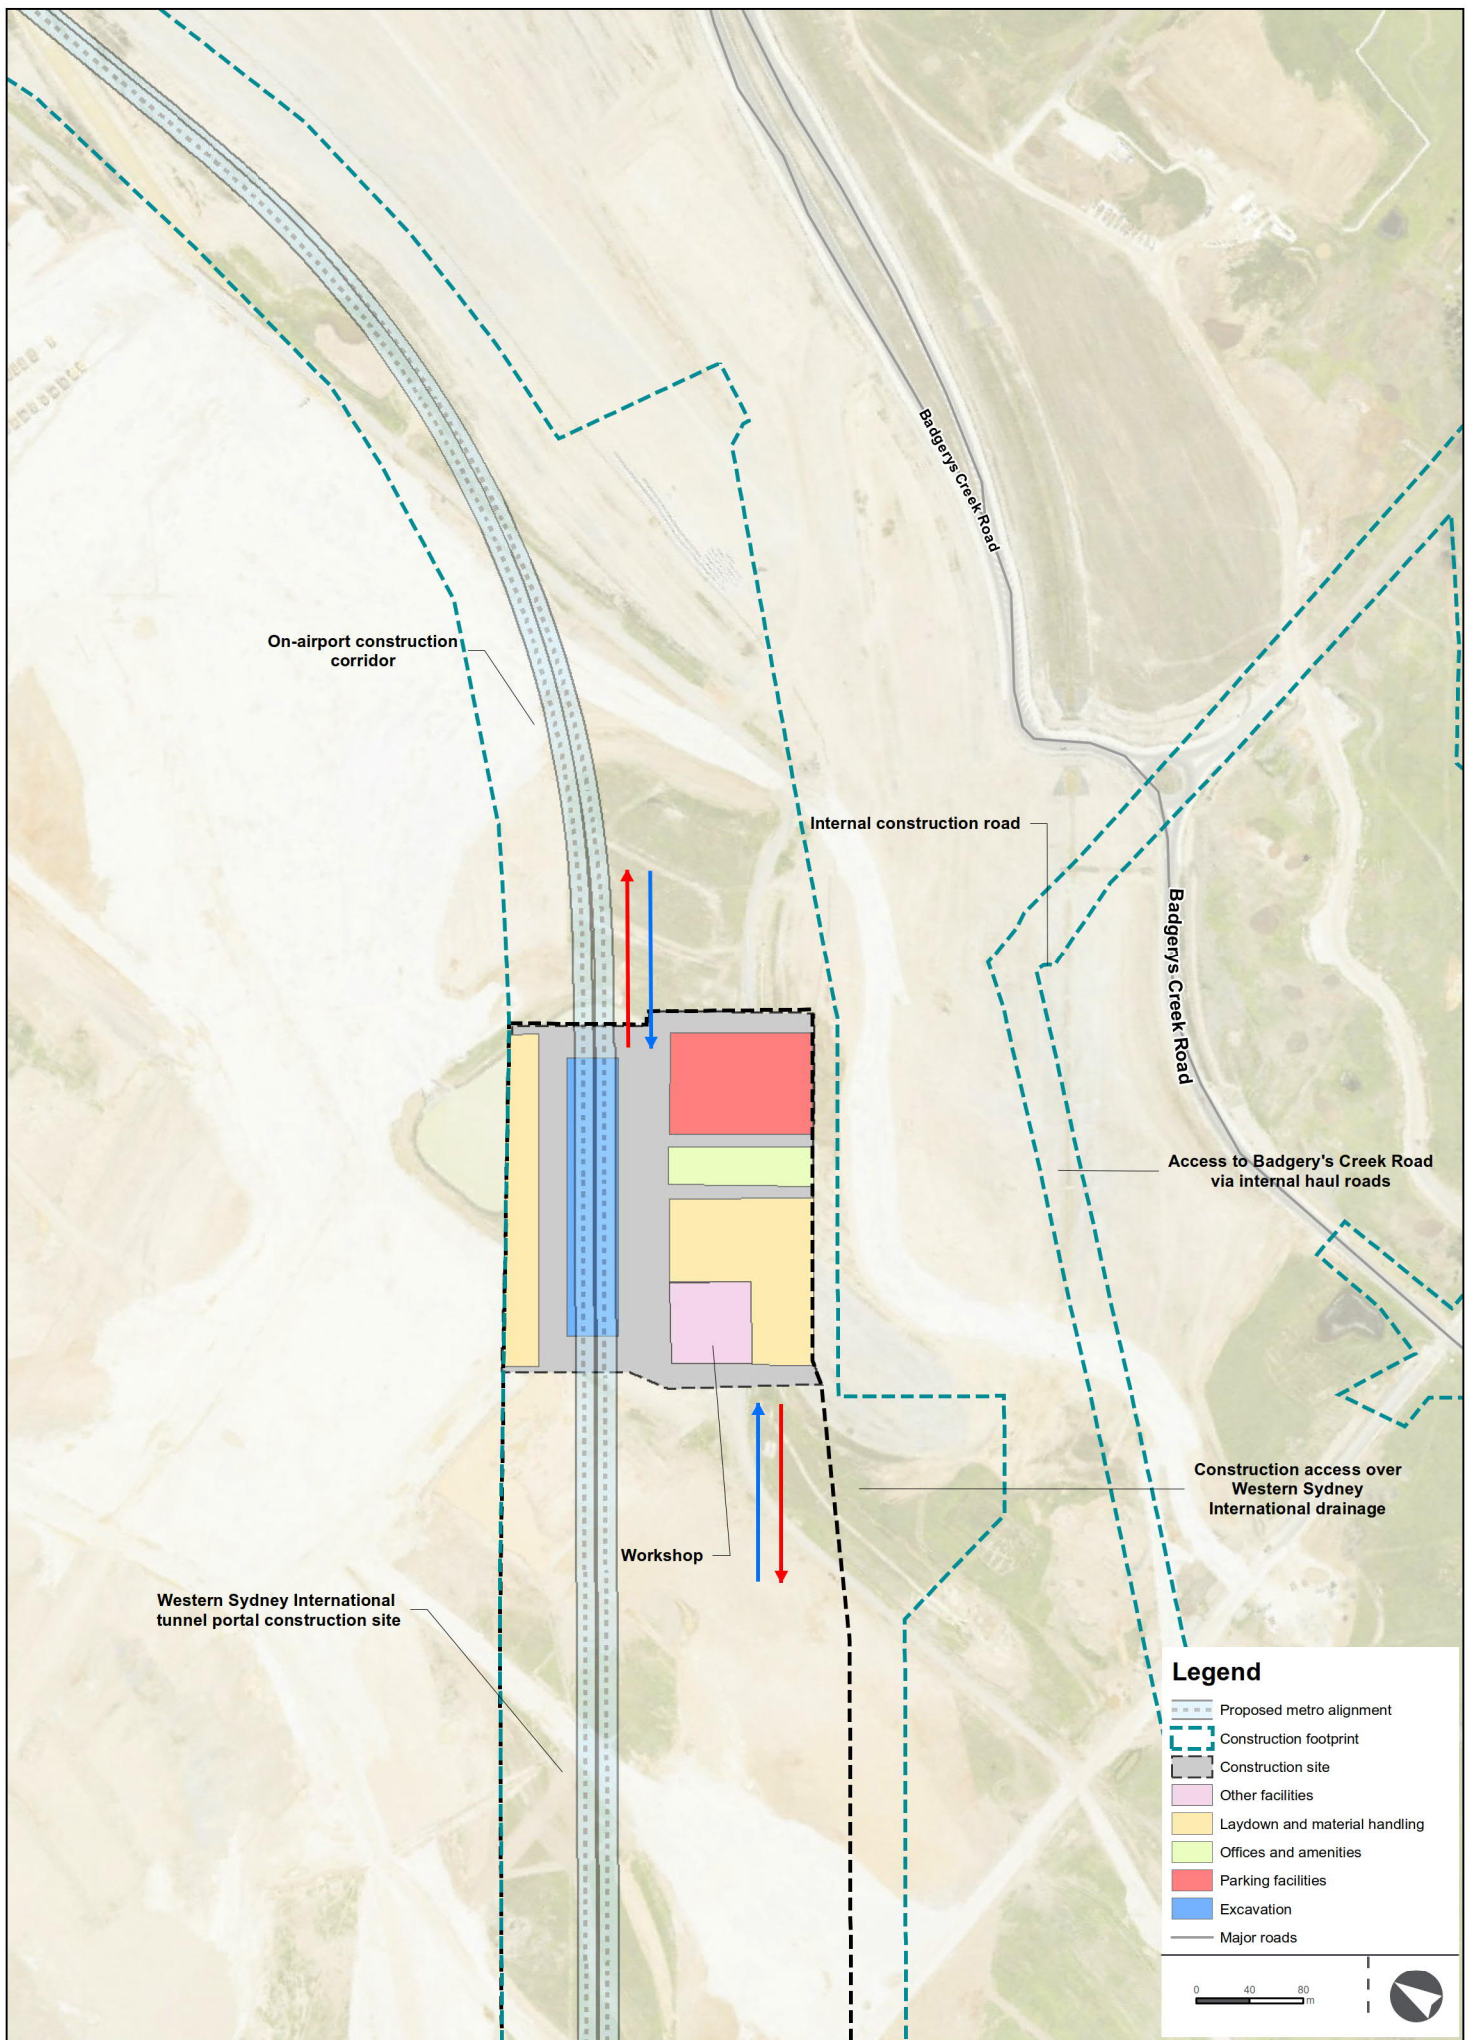 Badgerys Creek Road
On-airport construction
corridor
Internal construction road
Badgerys Creek Road
Access to Badgery's Creek Road
via internal haul roads
Construction access over
Western Sydney
International drainage
Workshop
Western Sydney International
tunnel portal construction site
Legend
Proposed metro alignment
Construction footprint
Construction site
Other facilities
Laydown and material handling
Offices and amenities
Parking facilities
Excavation
Major roads
0 40 80
m